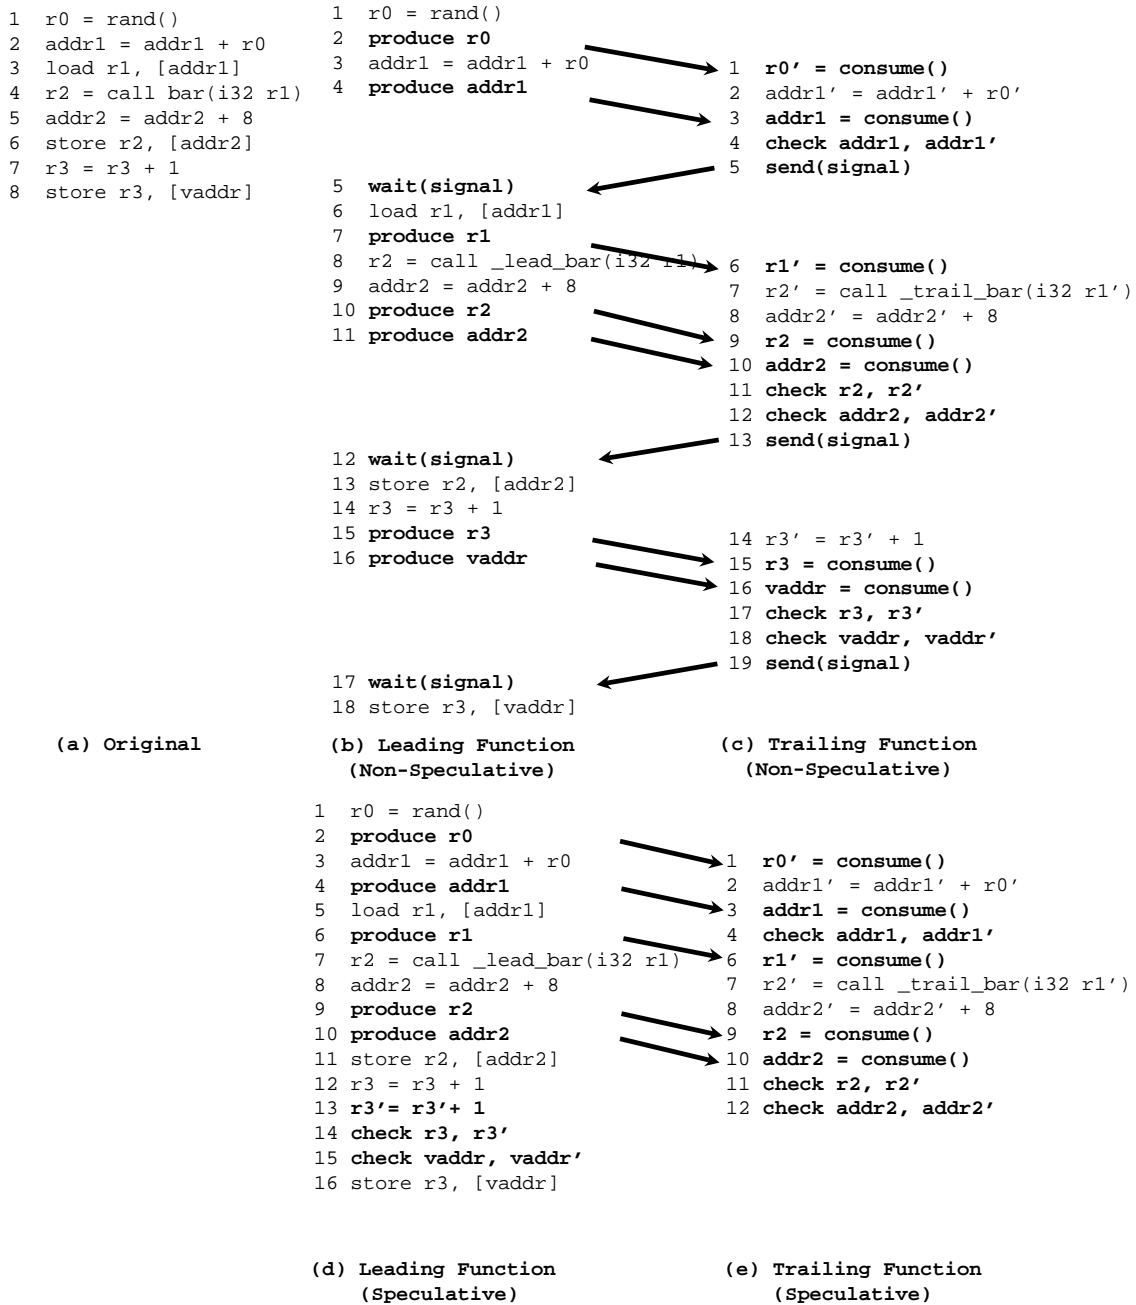 1 r0 = rand()
2 addr1 = addr1 + r0
3 load r1, [addr1]
4 r2 = call bar(i32 r1)
5 addr2 = addr2 + 8
6 store r2, [addr2]
7 r3 = r3 + 1
8 store r3, [vaddr]
(a) Original
1 r0 = rand()
2 produce r0
3 addr1 = addr1 + r0
4 produce addr1
5 wait(signal)
6 load r1, [addr1]
7 produce r1
8 r2 = call _lead_bar(i32 r1)
9 addr2 = addr2 + 8
10 produce r2
11 produce addr2
12 wait(signal)
13 store r2, [addr2]
14 r3 = r3 + 1
15 produce r3
16 produce vaddr
17 wait(signal)
18 store r3, [vaddr]
(b) Leading Function
(Non-Speculative)
1 r0′ = consume()
2 addr1′ = addr1′ + r0′
3 addr1 = consume()
4 check addr1, addr1′
5 send(signal)
6 r1′ = consume()
7 r2′ = call _trail_bar(i32 r1′)
8 addr2′ = addr2′ + 8
9 r2 = consume()
10 addr2 = consume()
11 check r2, r2′
12 check addr2, addr2′
13 send(signal)
14 r3′ = r3′ + 1
15 r3 = consume()
16 vaddr = consume()
17 check r3, r3′
18 check vaddr, vaddr′
19 send(signal)
(c) Trailing Function
(Non-Speculative)
1 r0 = rand()
2 produce r0
3 addr1 = addr1 + r0
4 produce addr1
5 load r1, [addr1]
6 produce r1
7 r2 = call _lead_bar(i32 r1)
8 addr2 = addr2 + 8
9 produce r2
10 produce addr2
11 store r2, [addr2]
12 r3 = r3 + 1
13 r3′= r3′+ 1
14 check r3, r3′
15 check vaddr, vaddr′
16 store r3, [vaddr]
(d) Leading Function
(Speculative)
1 r0′ = consume()
2 addr1′ = addr1′ + r0′
3 addr1 = consume()
4 check addr1, addr1′
6 r1′ = consume()
7 r2′ = call _trail_bar(i32 r1′)
8 addr2′ = addr2′ + 8
9 r2 = consume()
10 addr2 = consume()
11 check r2, r2′
12 check addr2, addr2′
(e) Trailing Function
(Speculative)